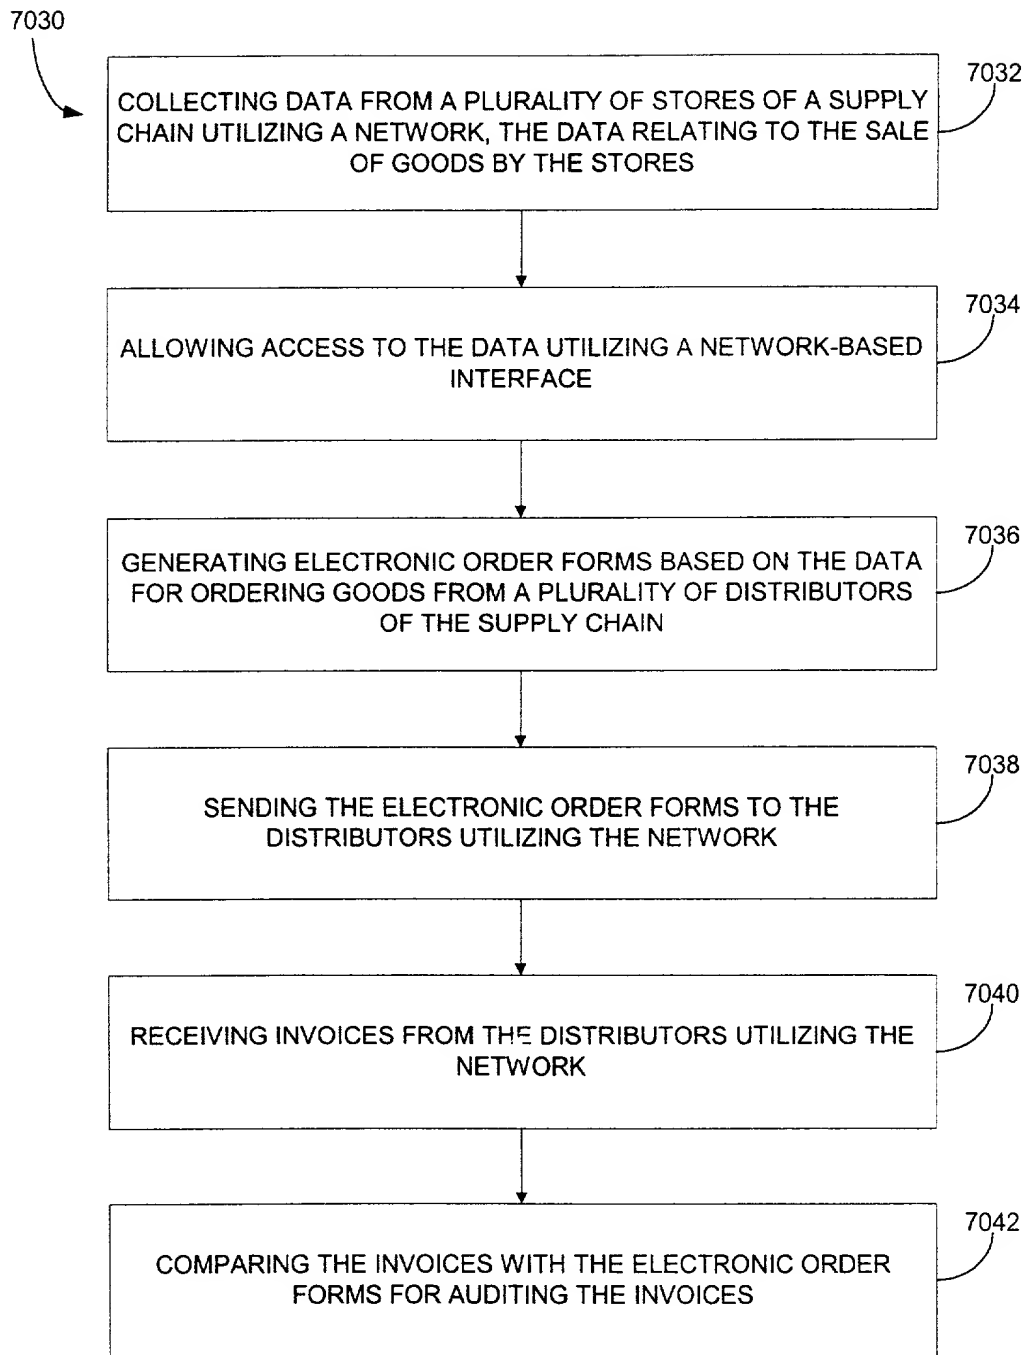 7030
7032
COLLECTING DATA FROM A PLURALITY OF STORES OF A SUPPLY
CHAIN UTILIZING A NETWORK, THE DATA RELATING TO THE SALE
OF GOODS BY THE STORES
7034
ALLOWING ACCESS TO THE DATA UTILIZING A NETWORK-BASED
INTERFACE
7036
GENERATING ELECTRONIC ORDER FORMS BASED ON THE DATA
FOR ORDERING GOODS FROM A PLURALITY OF DISTRIBUTORS
OF THE SUPPLY CHAIN
7038
SENDING THE ELECTRONIC ORDER FORMS TO THE
DISTRIBUTORS UTILIZING THE NETWORK
7040
RECEIVING INVOICES FROM THE DISTRIBUTORS UTILIZING THE
NETWORK
7042
COMPARING THE INVOICES WITH THE ELECTRONIC ORDER
FORMS FOR AUDITING THE INVOICES